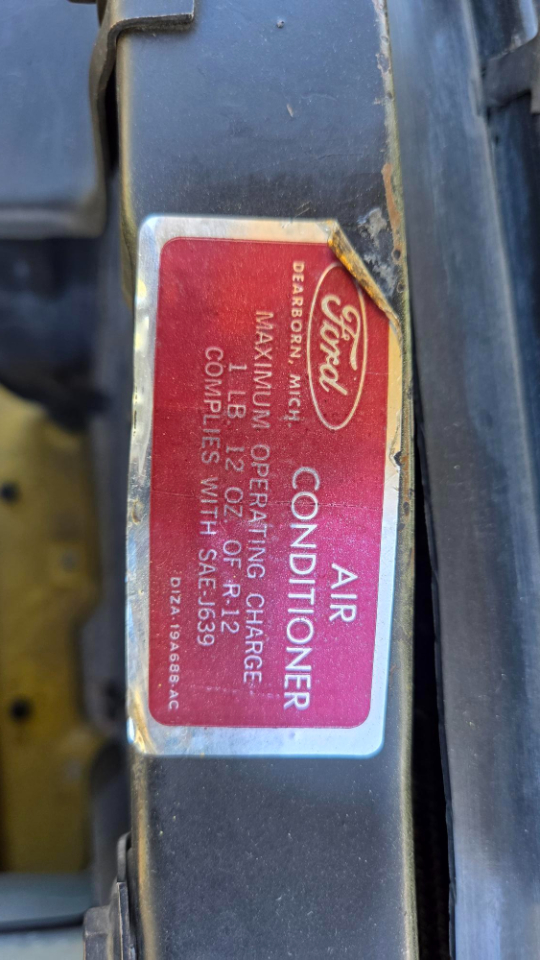 Ford
DEARBORN, MICH.
AIR
CONDITIONER
MAXIMUM OPERATING CHARGE
1 LB. 12 OZ. OF R-12
COMPLIES WITH SAE-J639
D1ZA-19A688-AC